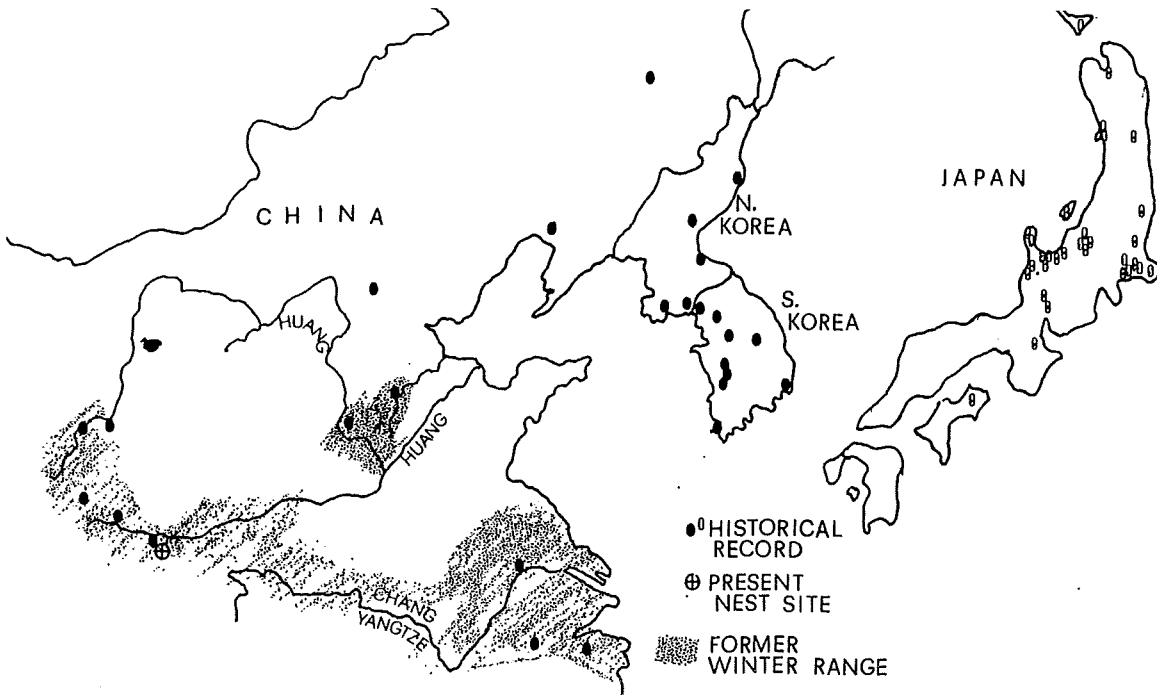 CHINA
N.
KOREA
JAPAN
S.
KOREA
HUANG
HUANG
CHANG
YANGTZE
HISTORICAL
RECORD
PRESENT
NEST SITE
FORMER
WINTER RANGE